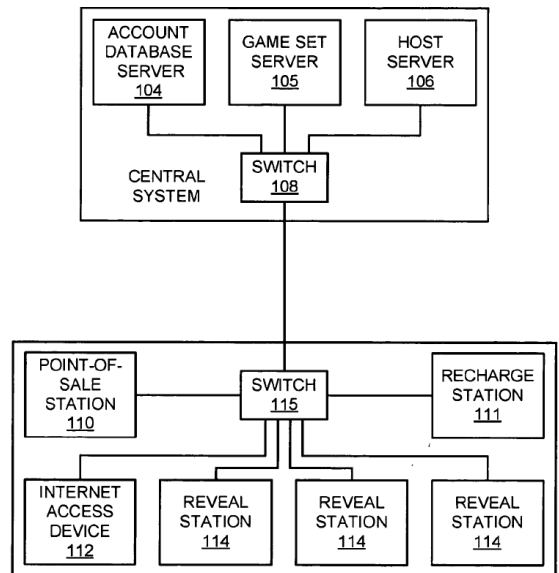 ACCOUNT
DATABASE
SERVER
104
GAME SET
SERVER
105
HOST
SERVER
106
SWITCH
108
CENTRAL
SYSTEM
POINT-OF-
SALE
STATION
110
SWITCH
115
RECHARGE
STATION
111
INTERNET
ACCESS
DEVICE
112
REVEAL
STATION
114
REVEAL
STATION
114
REVEAL
STATION
114